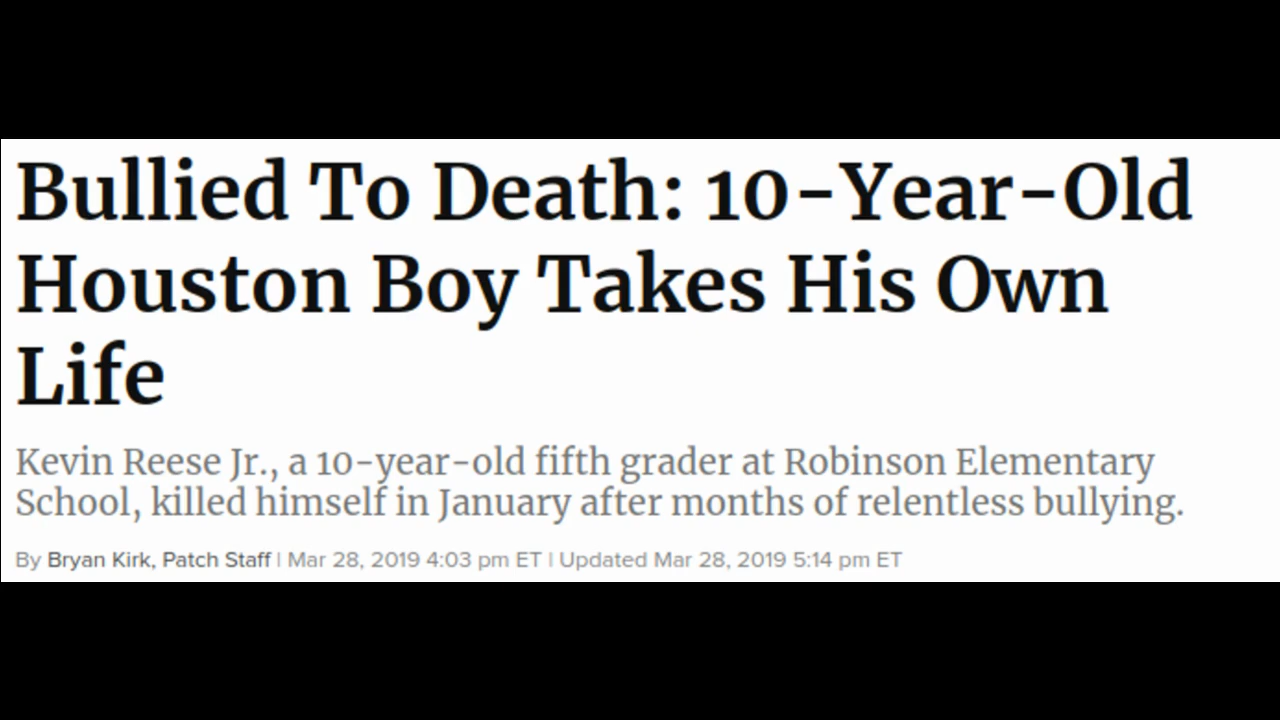 Bullied To Death: 10-Year-Old
Houston Boy Takes His Own
Life
Kevin Reese Jr., a 10-year-old fifth grader at Robinson Elementary
School, killed himself in January after months of relentless bullying.
By Bryan Kirk, Patch Staff | Mar 28, 2019 4:03 pm ET | Updated Mar 28, 2019 5:14 pm ET